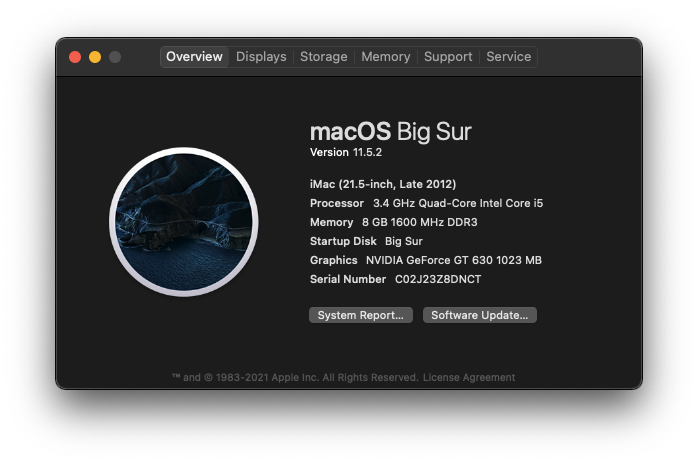 Overview Displays Storage Memory Support Service
macOS Big Sur
Version 11.5.2
iMac (21.5-inch, Late 2012)
Processor 3.4 GHz Quad-Core Intel Core i5
Memory 8 GB 1600 MHz DDR3
Startup Disk Big Sur
Graphics NVIDIA GeForce GT 630 1023 MB
Serial Number C02J23Z8DNCT
System Report...
Software Update...
™ and © 1983-2021 Apple Inc. All Rights Reserved. License Agreement